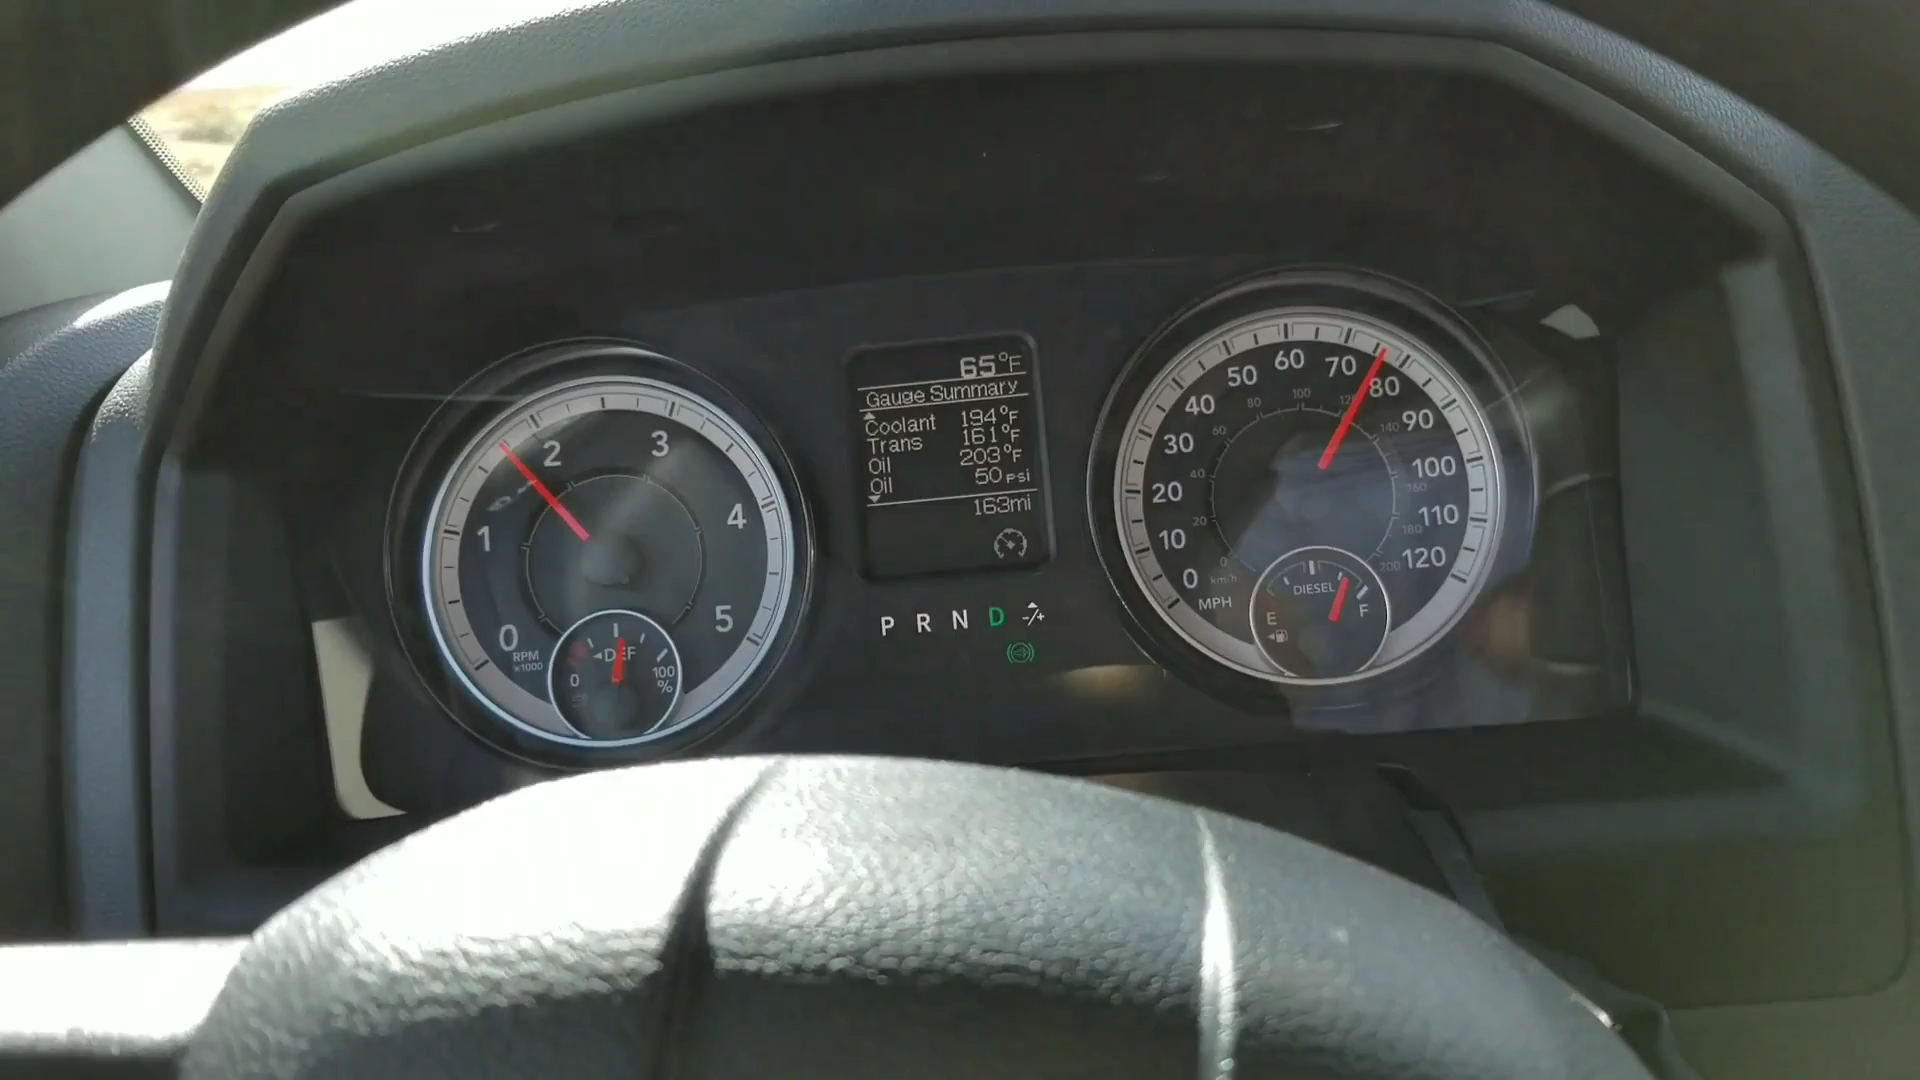 65°F
Gauge Summary
Coolant 194°F
Trans 161°F
Oil 203°F
Oil 50 psi
163mi
P R N D -/+
0 1 2 3 4 5
RPM
x1000
DEF
0 100
%
0 10 20 30 40 50 60 70 80 90 100 110 120
MPH
0 20 40 60 80 100 120 140 160 180 200
km/h
DIESEL
E F